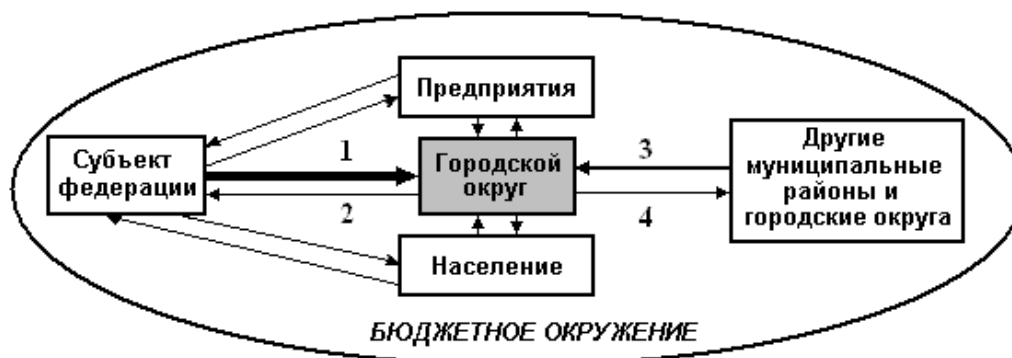 Предприятия
Субъект
федерации
1
2
Городской
округ
3
4
Другие
муниципальные
районы и
городские округа
Население
БЮДЖЕТНОЕ ОКРУЖЕНИЕ